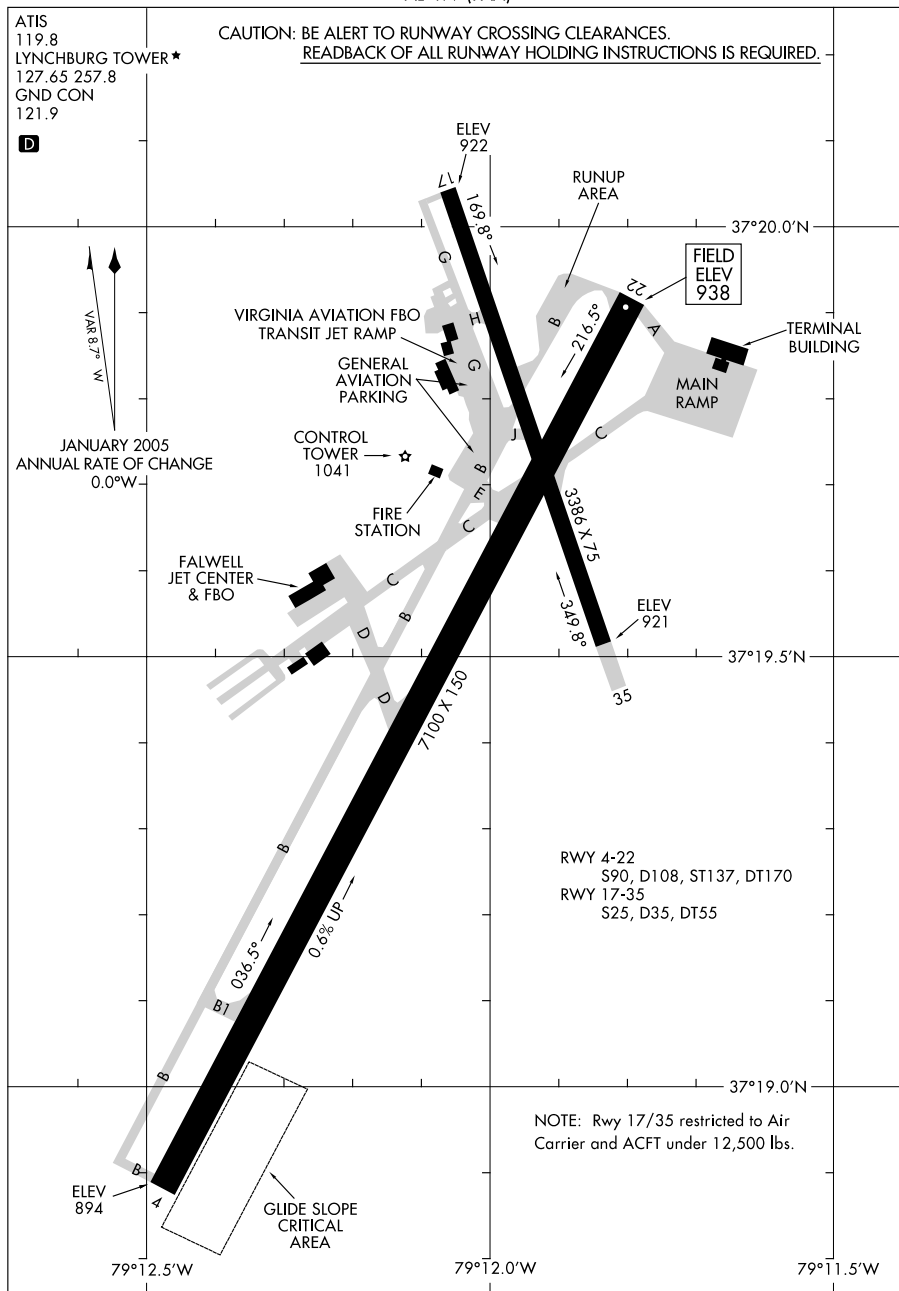 ATIS
119.8
LYNCHBURG TOWER★
127.65 257.8
GND CON
121.9
D
CAUTION: BE ALERT TO RUNWAY CROSSING CLEARANCES.
READBACK OF ALL RUNWAY HOLDING INSTRUCTIONS IS REQUIRED.
ELEV
922
17
169.8°
RUNUP
AREA
37°20.0'N
FIELD
ELEV
938
22
G
VAR 8.7° W
VIRGINIA AVIATION FBO
TRANSIT JET RAMP
H
B
216.5°
A
TERMINAL
BUILDING
GENERAL
AVIATION
PARKING
G
MAIN
RAMP
JANUARY 2005
ANNUAL RATE OF CHANGE
0.0°W
CONTROL
TOWER
1041
J
C
B
E
FIRE
STATION
C
3386 X 75
FALWELL
JET CENTER
& FBO
C
B
D
349.8°
ELEV
921
37°19.5'N
D
35
7100 X 150
B
RWY 4-22
S90, D108, ST137, DT170
RWY 17-35
S25, D35, DT55
0.6% UP
036.5°
B1
B
37°19.0'N
NOTE: Rwy 17/35 restricted to Air
Carrier and ACFT under 12,500 lbs.
B
ELEV
894
4
GLIDE SLOPE
CRITICAL
AREA
79°12.5'W
79°12.0'W
79°11.5'W